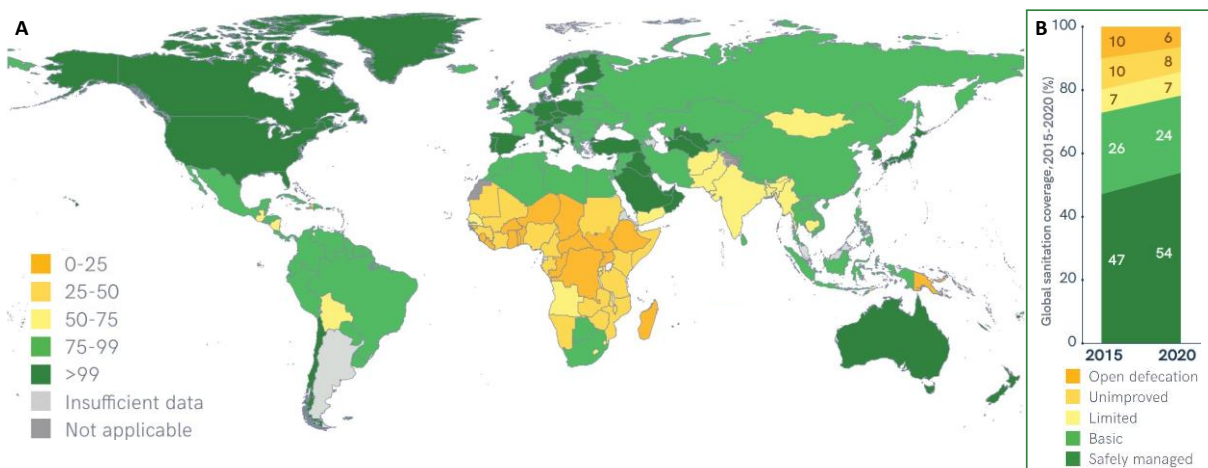 A
0-25
25-50
50-75
75-99
>99
Insufficient data
Not applicable
B
Global sanitation coverage, 2015-2020 (%)
100
80
60
40
20
0
10 6
10 8
7 7
26 24
47 54
2015 2020
Open defecation
Unimproved
Limited
Basic
Safely managed